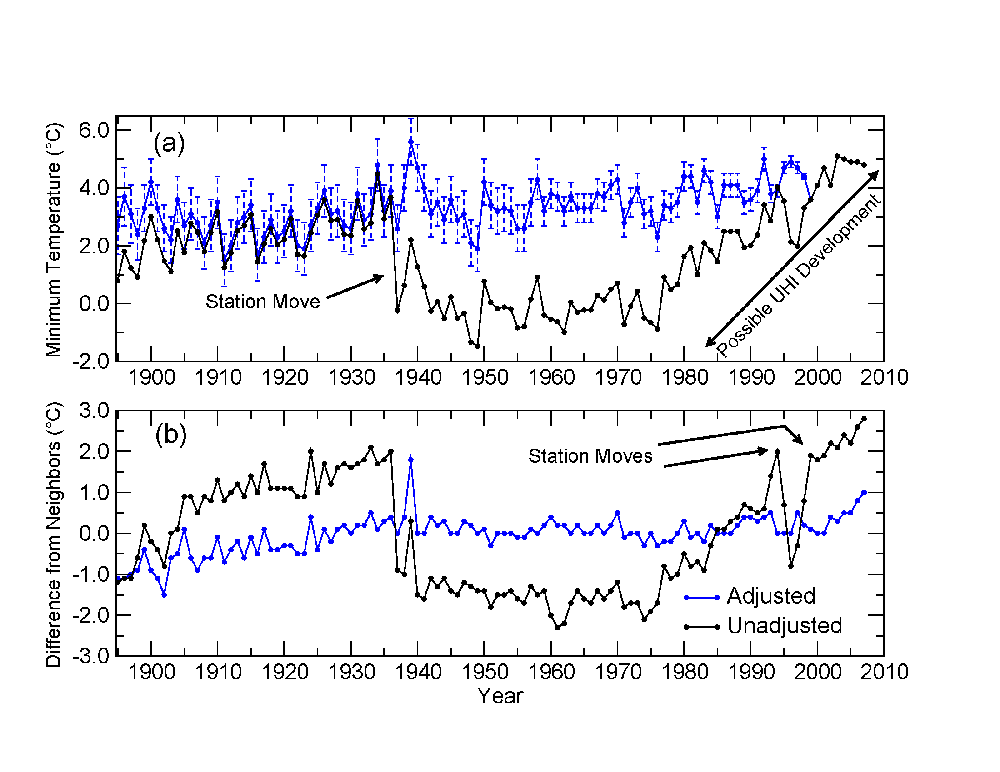 (a)
Minimum Temperature (°C)
6.0
4.0
2.0
0.0
-2.0
Station Move
Possible UHI Development
1900 1910 1920 1930 1940 1950 1960 1970 1980 1990 2000 2010
(b)
Difference from Neighbors (°C)
3.0
2.0
1.0
0.0
-1.0
-2.0
-3.0
Station Moves
Adjusted
Unadjusted
1900 1910 1920 1930 1940 1950 1960 1970 1980 1990 2000 2010
Year